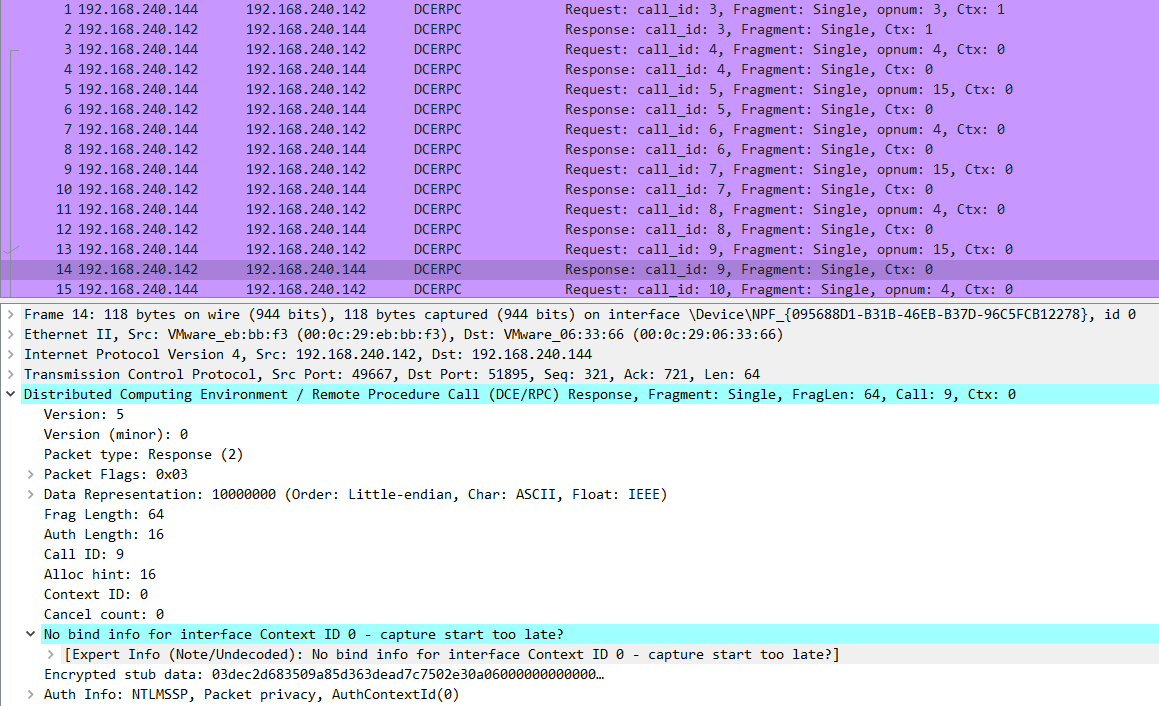 1 192.168.240.144 192.168.240.142 DCERPC Request: call_id: 3, Fragment: Single, opnum: 3, Ctx: 1
2 192.168.240.142 192.168.240.144 DCERPC Response: call_id: 3, Fragment: Single, Ctx: 1
3 192.168.240.144 192.168.240.142 DCERPC Request: call_id: 4, Fragment: Single, opnum: 4, Ctx: 0
4 192.168.240.142 192.168.240.144 DCERPC Response: call_id: 4, Fragment: Single, Ctx: 0
5 192.168.240.144 192.168.240.142 DCERPC Request: call_id: 5, Fragment: Single, opnum: 15, Ctx: 0
6 192.168.240.142 192.168.240.144 DCERPC Response: call_id: 5, Fragment: Single, Ctx: 0
7 192.168.240.144 192.168.240.142 DCERPC Request: call_id: 6, Fragment: Single, opnum: 4, Ctx: 0
8 192.168.240.142 192.168.240.144 DCERPC Response: call_id: 6, Fragment: Single, Ctx: 0
9 192.168.240.144 192.168.240.142 DCERPC Request: call_id: 7, Fragment: Single, opnum: 15, Ctx: 0
10 192.168.240.142 192.168.240.144 DCERPC Response: call_id: 7, Fragment: Single, Ctx: 0
11 192.168.240.144 192.168.240.142 DCERPC Request: call_id: 8, Fragment: Single, opnum: 4, Ctx: 0
12 192.168.240.142 192.168.240.144 DCERPC Response: call_id: 8, Fragment: Single, Ctx: 0
13 192.168.240.144 192.168.240.142 DCERPC Request: call_id: 9, Fragment: Single, opnum: 15, Ctx: 0
14 192.168.240.142 192.168.240.144 DCERPC Response: call_id: 9, Fragment: Single, Ctx: 0
15 192.168.240.144 192.168.240.142 DCERPC Request: call_id: 10, Fragment: Single, opnum: 4, Ctx: 0
Frame 14: 118 bytes on wire (944 bits), 118 bytes captured (944 bits) on interface \Device\NPF_{095688D1-B31B-46EB-B37D-96C5FCB12278}, id 0
Ethernet II, Src: VMware_eb:bb:f3 (00:0c:29:eb:bb:f3), Dst: VMware_06:33:66 (00:0c:29:06:33:66)
Internet Protocol Version 4, Src: 192.168.240.142, Dst: 192.168.240.144
Transmission Control Protocol, Src Port: 49667, Dst Port: 51895, Seq: 321, Ack: 721, Len: 64
Distributed Computing Environment / Remote Procedure Call (DCE/RPC) Response, Fragment: Single, FragLen: 64, Call: 9, Ctx: 0
Version: 5
Version (minor): 0
Packet type: Response (2)
Packet Flags: 0x03
Data Representation: 10000000 (Order: Little-endian, Char: ASCII, Float: IEEE)
Frag Length: 64
Auth Length: 16
Call ID: 9
Alloc hint: 16
Context ID: 0
Cancel count: 0
No bind info for interface Context ID 0 - capture start too late?
[Expert Info (Note/Undecoded): No bind info for interface Context ID 0 - capture start too late?]
Encrypted stub data: 03dec2d683509a85d363dead7c7502e30a06000000000000…
Auth Info: NTLMSSP, Packet privacy, AuthContextId(0)